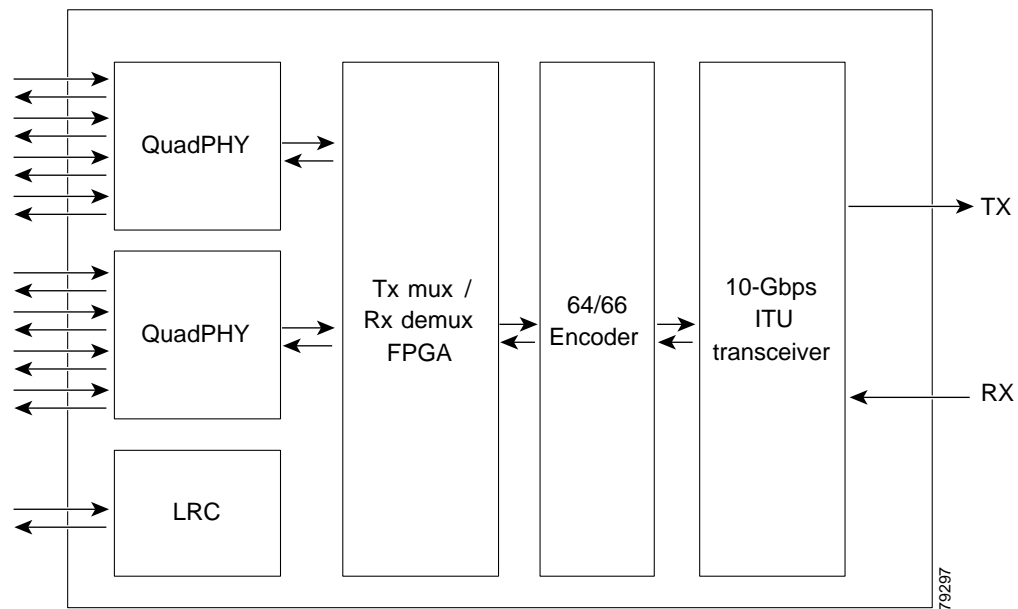 QuadPHY
QuadPHY
LRC
Tx mux /
Rx demux
FPGA
64/66
Encoder
10-Gbps
ITU
transceiver
TX
RX
79297